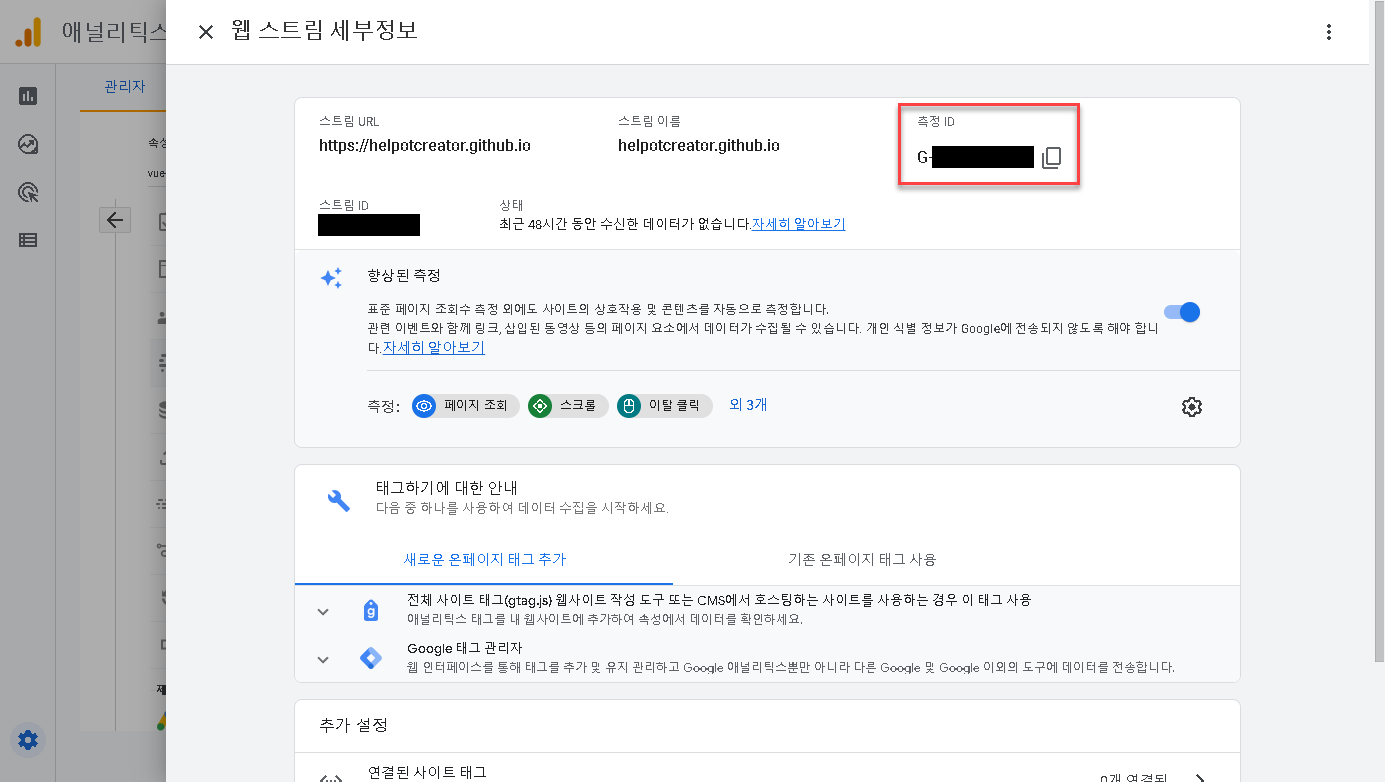 애널리틱스
웹 스트림 세부정보
관리자
속성
vue-
스트림 URL
https://helpotcreator.github.io
스트림 이름
helpotcreator.github.io
측정 ID
G-
스트림 ID
상태
최근 48시간 동안 수신한 데이터가 없습니다.자세히 알아보기
향상된 측정
표준 페이지 조회수 측정 외에도 사이트의 상호작용 및 콘텐츠를 자동으로 측정합니다.
관련 이벤트와 함께 링크, 삽입된 동영상 등의 페이지 요소에서 데이터가 수집될 수 있습니다. 개인 식별 정보가 Google에 전송되지 않도록 해야 합니
다.자세히 알아보기
측정: 페이지 조회 스크롤 이탈 클릭 외 3개
태그하기에 대한 안내
다음 중 하나를 사용하여 데이터 수집을 시작하세요.
새로운 온페이지 태그 추가
기존 온페이지 태그 사용
전체 사이트 태그(gtag.js) 웹사이트 작성 도구 또는 CMS에서 호스팅하는 사이트를 사용하는 경우 이 태그 사용
애널리틱스 태그를 내 웹사이트에 추가하여 속성에서 데이터를 확인하세요.
Google 태그 관리자
웹 인터페이스를 통해 태그를 추가 및 유지 관리하고 Google 애널리틱스뿐만 아니라 다른 Google 및 Google 이외의 도구에 데이터를 전송합니다.
추가 설정
연결된 사이트 태그
0개 연결됨